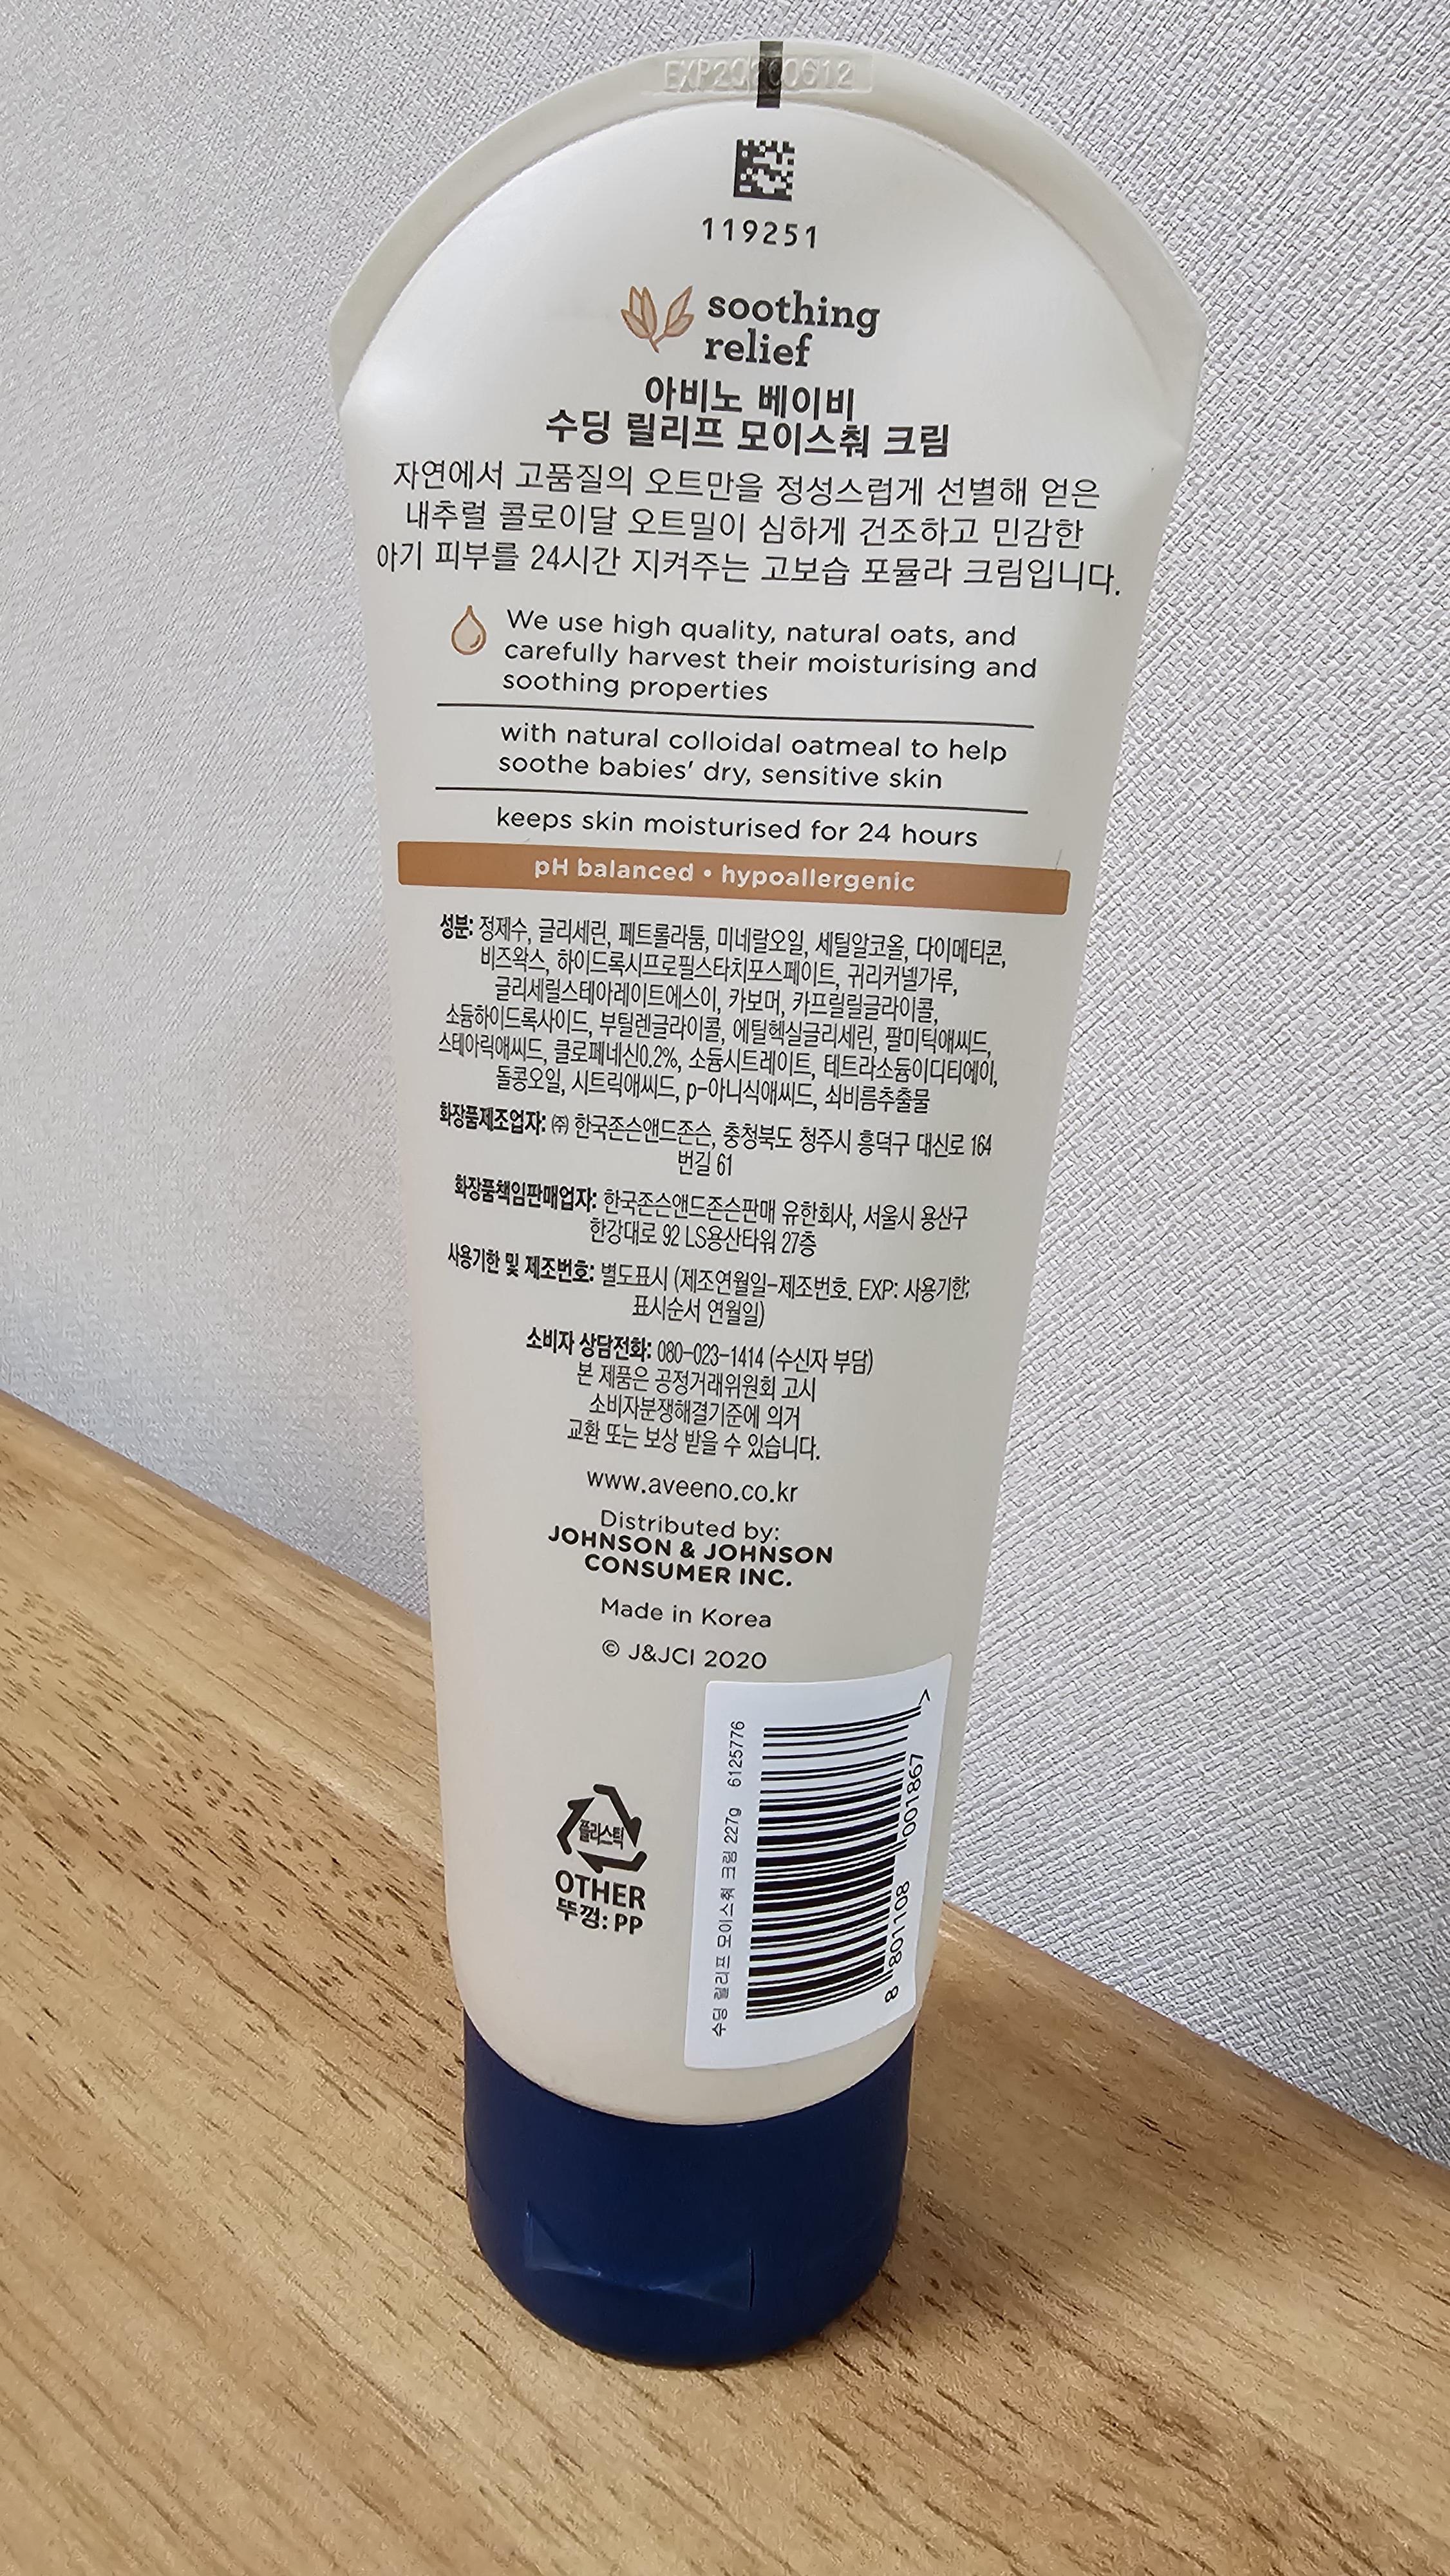 119251
soothing
relief
아비노 베이비
수딩 릴리프 모이스춰 크림
자연에서 고품질의 오트만을 정성스럽게 선별해 얻은
내추럴 콜로이달 오트밀이 심하게 건조하고 민감한
아기 피부를 24시간 지켜주는 고보습 포뮬라 크림입니다.
We use high quality, natural oats, and
carefully harvest their moisturising and
soothing properties
with natural colloidal oatmeal to help
soothe babies' dry, sensitive skin
keeps skin moisturised for 24 hours
pH balanced • hypoallergenic
성분: 정제수, 글리세린, 페트롤라툼, 미네랄오일, 세틸알코올, 다이메티콘,
비즈왁스, 하이드록시프로필스타치포스페이트, 귀리커넬가루,
글리세릴스테아레이트에스이, 카보머, 카프릴릴글라이콜,
소듐하이드록사이드, 부틸렌글라이콜, 에틸헥실글리세린, 팔미틱애씨드,
스테아릭애씨드, 클로페네신0.2%, 소듐시트레이트, 테트라소듐이디티에이,
돌콩오일, 시트릭애씨드, p-아니식애씨드, 쇠비름추출물
화장품제조업자: ㈜ 한국존슨앤드존슨, 충청북도 청주시 흥덕구 대신로 164
번길 61
화장품책임판매업자: 한국존슨앤드존슨판매 유한회사, 서울시 용산구
한강대로 92 LS용산타워 27층
사용기한 및 제조번호: 별도표시 (제조연월일-제조번호. EXP: 사용기한;
표시순서 연월일)
소비자 상담전화: 080-023-1414 (수신자 부담)
본 제품은 공정거래위원회 고시
소비자분쟁해결기준에 의거
교환 또는 보상 받을 수 있습니다.
www.aveeno.co.kr
Distributed by:
JOHNSON & JOHNSON
CONSUMER INC.
Made in Korea
© J&JCI 2020
플라스틱
OTHER
뚜껑: PP
수딩 릴리프 모이스춰 크림 227g 6125776
8 801108 001867 >